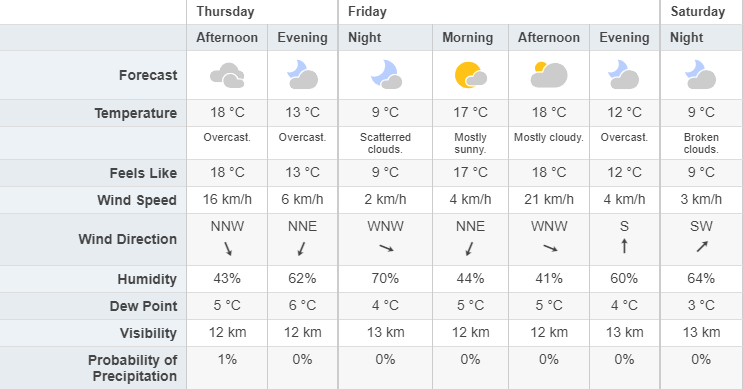 Thursday Friday Saturday
Afternoon Evening Night Morning Afternoon Evening Night
Forecast
Temperature 18 °C 13 °C 9 °C 17 °C 18 °C 12 °C 9 °C
Overcast. Overcast. Scatterred clouds. Mostly sunny. Mostly cloudy. Overcast. Broken clouds.
Feels Like 18 °C 13 °C 9 °C 17 °C 18 °C 12 °C 9 °C
Wind Speed 16 km/h 6 km/h 2 km/h 4 km/h 21 km/h 4 km/h 3 km/h
Wind Direction NNW NNE WNW NNE WNW S SW
Humidity 43% 62% 70% 44% 41% 60% 64%
Dew Point 5 °C 6 °C 4 °C 5 °C 5 °C 4 °C 3 °C
Visibility 12 km 12 km 13 km 12 km 12 km 13 km 13 km
Probability of Precipitation 1% 0% 0% 0% 0% 0% 0%